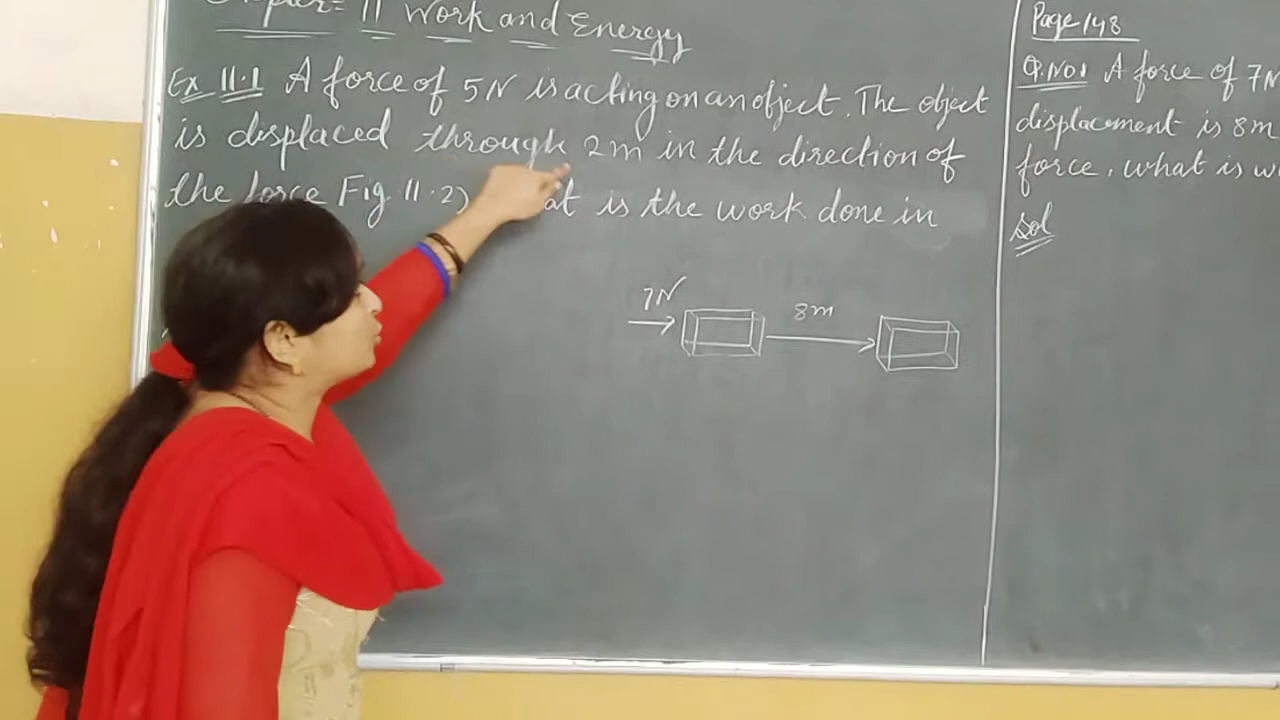 Chapter- 11 Work and Energy
Ex 11.1 A force of 5N is acting on an object. The object
is displaced through 2m in the direction of
the force Fig 11.2) is the work done in
7N
8m
Page 148
Q.No1 A force of 7N
displacement is 8m
force, what is
Sol